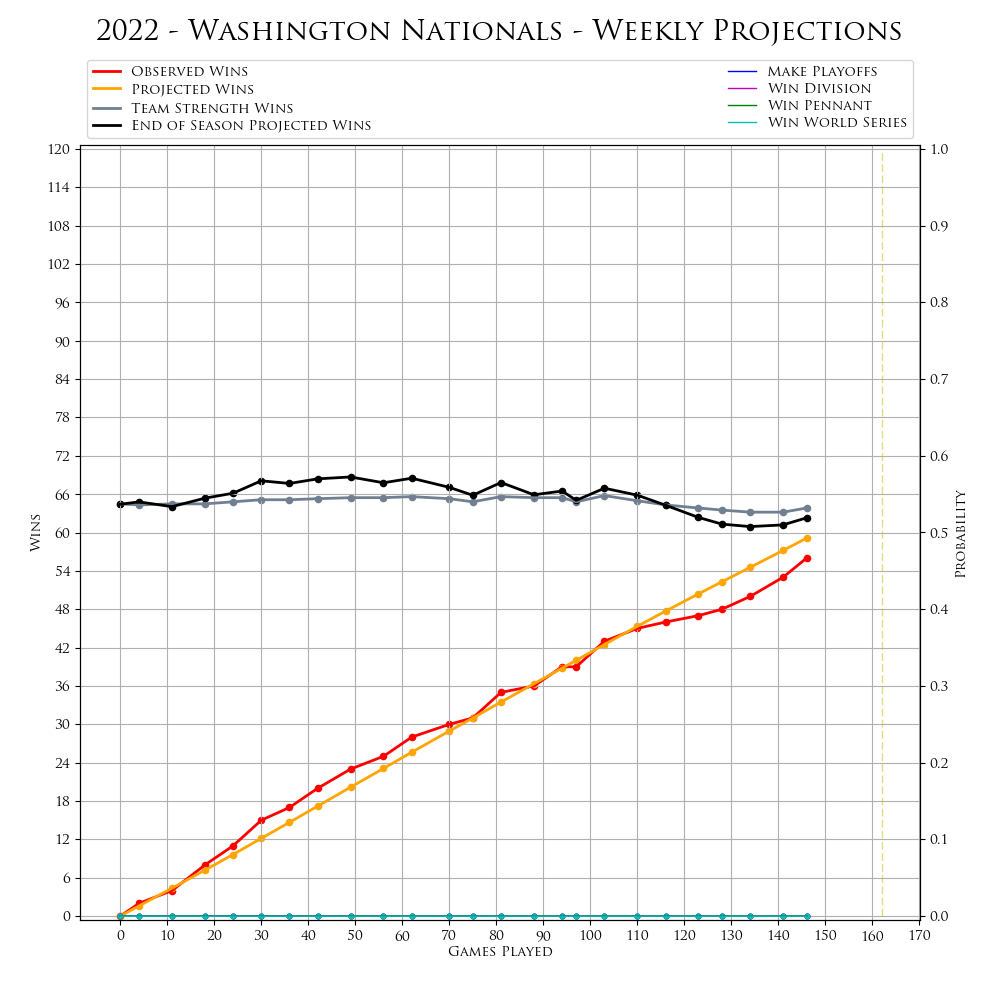 2022 - Washington Nationals - Weekly Projections
Observed Wins
Projected Wins
Team Strength Wins
End of Season Projected Wins
Make Playoffs
Win Division
Win Pennant
Win World Series
120
114
108
102
96
90
84
78
72
66
60
54
48
42
36
30
24
18
12
6
0
Wins
1.0
0.9
0.8
0.7
0.6
0.5
0.4
0.3
0.2
0.1
0.0
Probability
0 10 20 30 40 50 60 70 80 90 100 110 120 130 140 150 160 170
Games Played